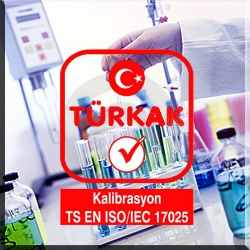 TÜRKAK
Kalibrasyon
TS EN ISO/IEC 17025